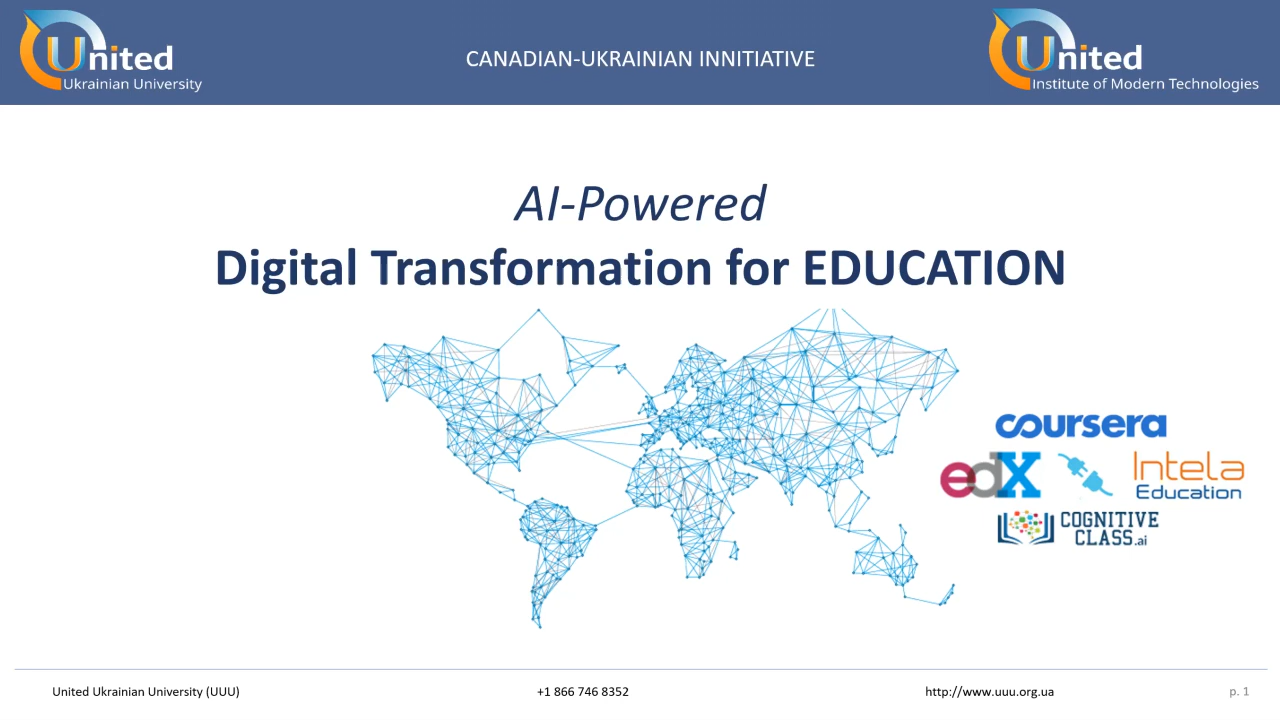 United
Ukrainian University
CANADIAN-UKRAINIAN INNITIATIVE
United
Institute of Modern Technologies
AI-Powered
Digital Transformation for EDUCATION
coursera
edX
Intela
Education
COGNITIVE
CLASS.ai
United Ukrainian University (UUU)
+1 866 746 8352
http://www.uuu.org.ua
p. 1